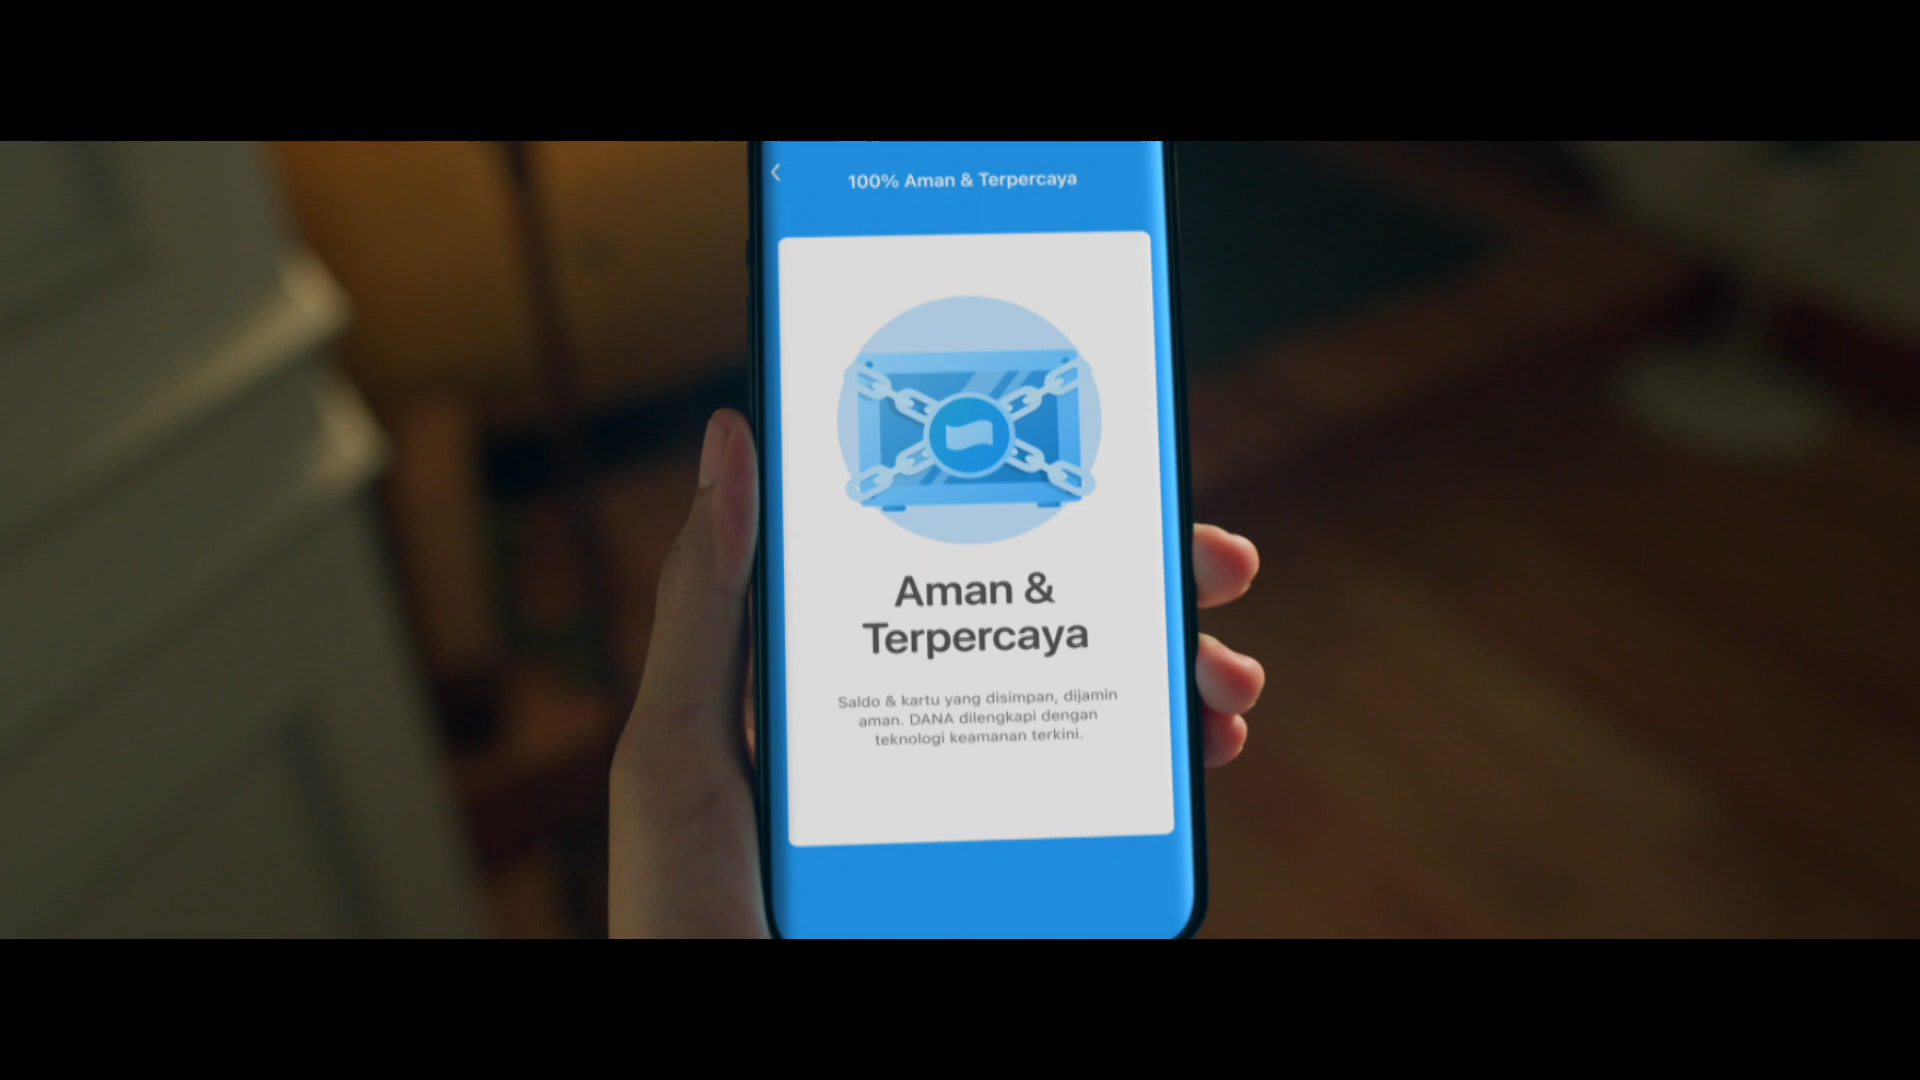 100% Aman & Terpercaya
Aman &
Terpercaya
Saldo & kartu yang disimpan, dijamin
aman. DANA dilengkapi dengan
teknologi keamanan terkini.